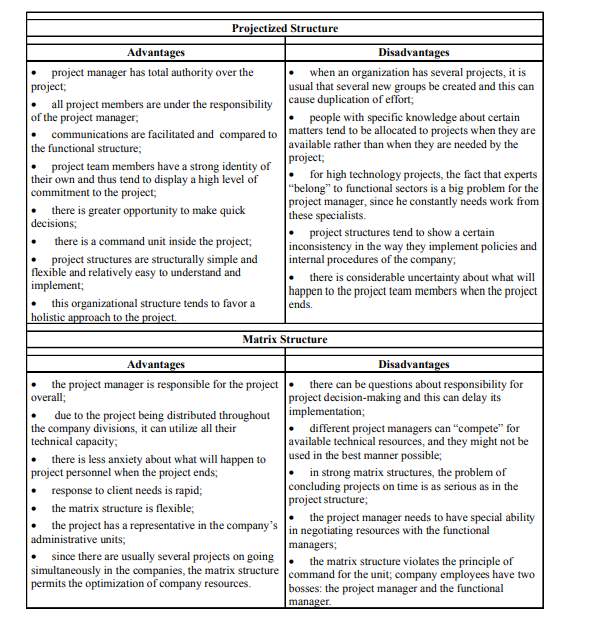 Projectized Structure
Advantages
Disadvantages
• project manager has total authority over the
project;
• all project members are under the responsibility
of the project manager;
• communications are facilitated and compared to
the functional structure;
• project team members have a strong identity of
their own and thus tend to display a high level of
commitment to the project;
• there is greater opportunity to make quick
decisions;
• there is a command unit inside the project;
• project structures are structurally simple and
flexible and relatively easy to understand and
implement;
• this organizational structure tends to favor a
holistic approach to the project.
• when an organization has several projects, it is
usual that several new groups be created and this can
cause duplication of effort;
• people with specific knowledge about certain
matters tend to be allocated to projects when they are
available rather than when they are needed by the
project;
• for high technology projects, the fact that experts
“belong” to functional sectors is a big problem for the
project manager, since he constantly needs work from
these specialists.
• project structures tend to show a certain
inconsistency in the way they implement policies and
internal procedures of the company;
• there is considerable uncertainty about what will
happen to the project team members when the project
ends.
Matrix Structure
Advantages
Disadvantages
• the project manager is responsible for the project
overall;
• due to the project being distributed throughout
the company divisions, it can utilize all their
technical capacity;
• there is less anxiety about what will happen to
project personnel when the project ends;
• response to client needs is rapid;
• the matrix structure is flexible;
• the project has a representative in the company’s
administrative units;
• since there are usually several projects on going
simultaneously in the companies, the matrix structure
permits the optimization of company resources.
• there can be questions about responsibility for
project decision-making and this can delay its
implementation;
• different project managers can “compete” for
available technical resources, and they might not be
used in the best manner possible;
• in strong matrix structures, the problem of
concluding projects on time is as serious as in the
project structure;
• the project manager needs to have special ability
in negotiating resources with the functional
managers;
• the matrix structure violates the principle of
command for the unit; company employees have two
bosses: the project manager and the functional
manager.